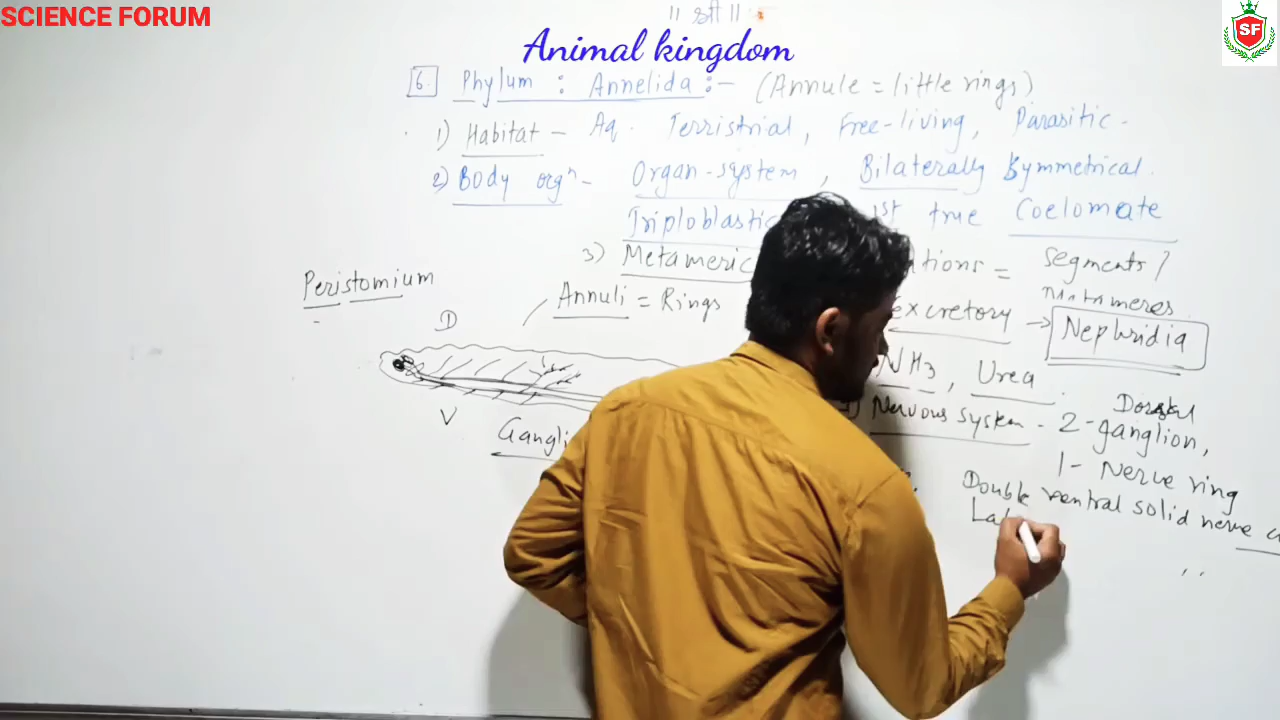 SCIENCE FORUM
SF
|| श्री ||
Animal kingdom
6. Phylum : Annelida :- (Annule = little rings)
1) Habitat - Aq. Terristrial, Free-living, Parasitic-
2) Body orgⁿ- Organ-system, Bilaterally Symmetrical.
Triploblastic 1st true Coelomate
3) Metameric ations = Segments /
Metameres
Peristomium
Annuli = Rings
excretory → Nephridia
D
NH3, Urea.
V
Nervous system - 2-ganglion,
Dorsal
Gangli
1- Nerve ring
Double ventral solid nerve